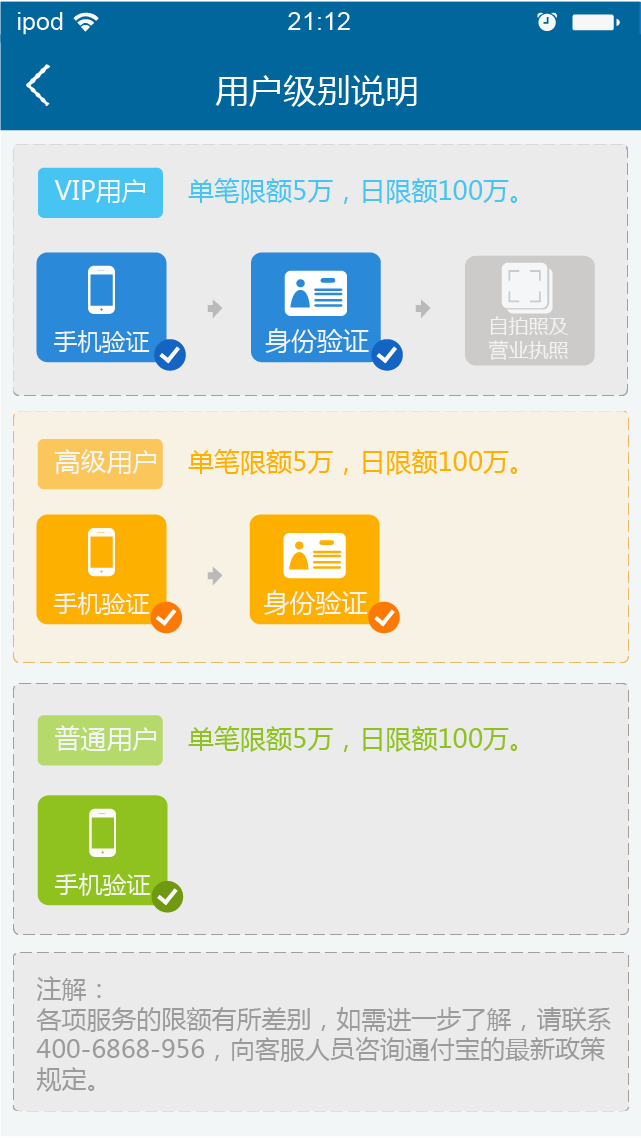 ipod 21:12
用户级别说明
VIP用户 单笔限额5万，日限额100万。
手机验证 身份验证 自拍照及
营业执照
高级用户 单笔限额5万，日限额100万。
手机验证 身份验证
普通用户 单笔限额5万，日限额100万。
手机验证
注解：
各项服务的限额有所差别，如需进一步了解，请联系
400-6868-956，向客服人员咨询通付宝的最新政策
规定。